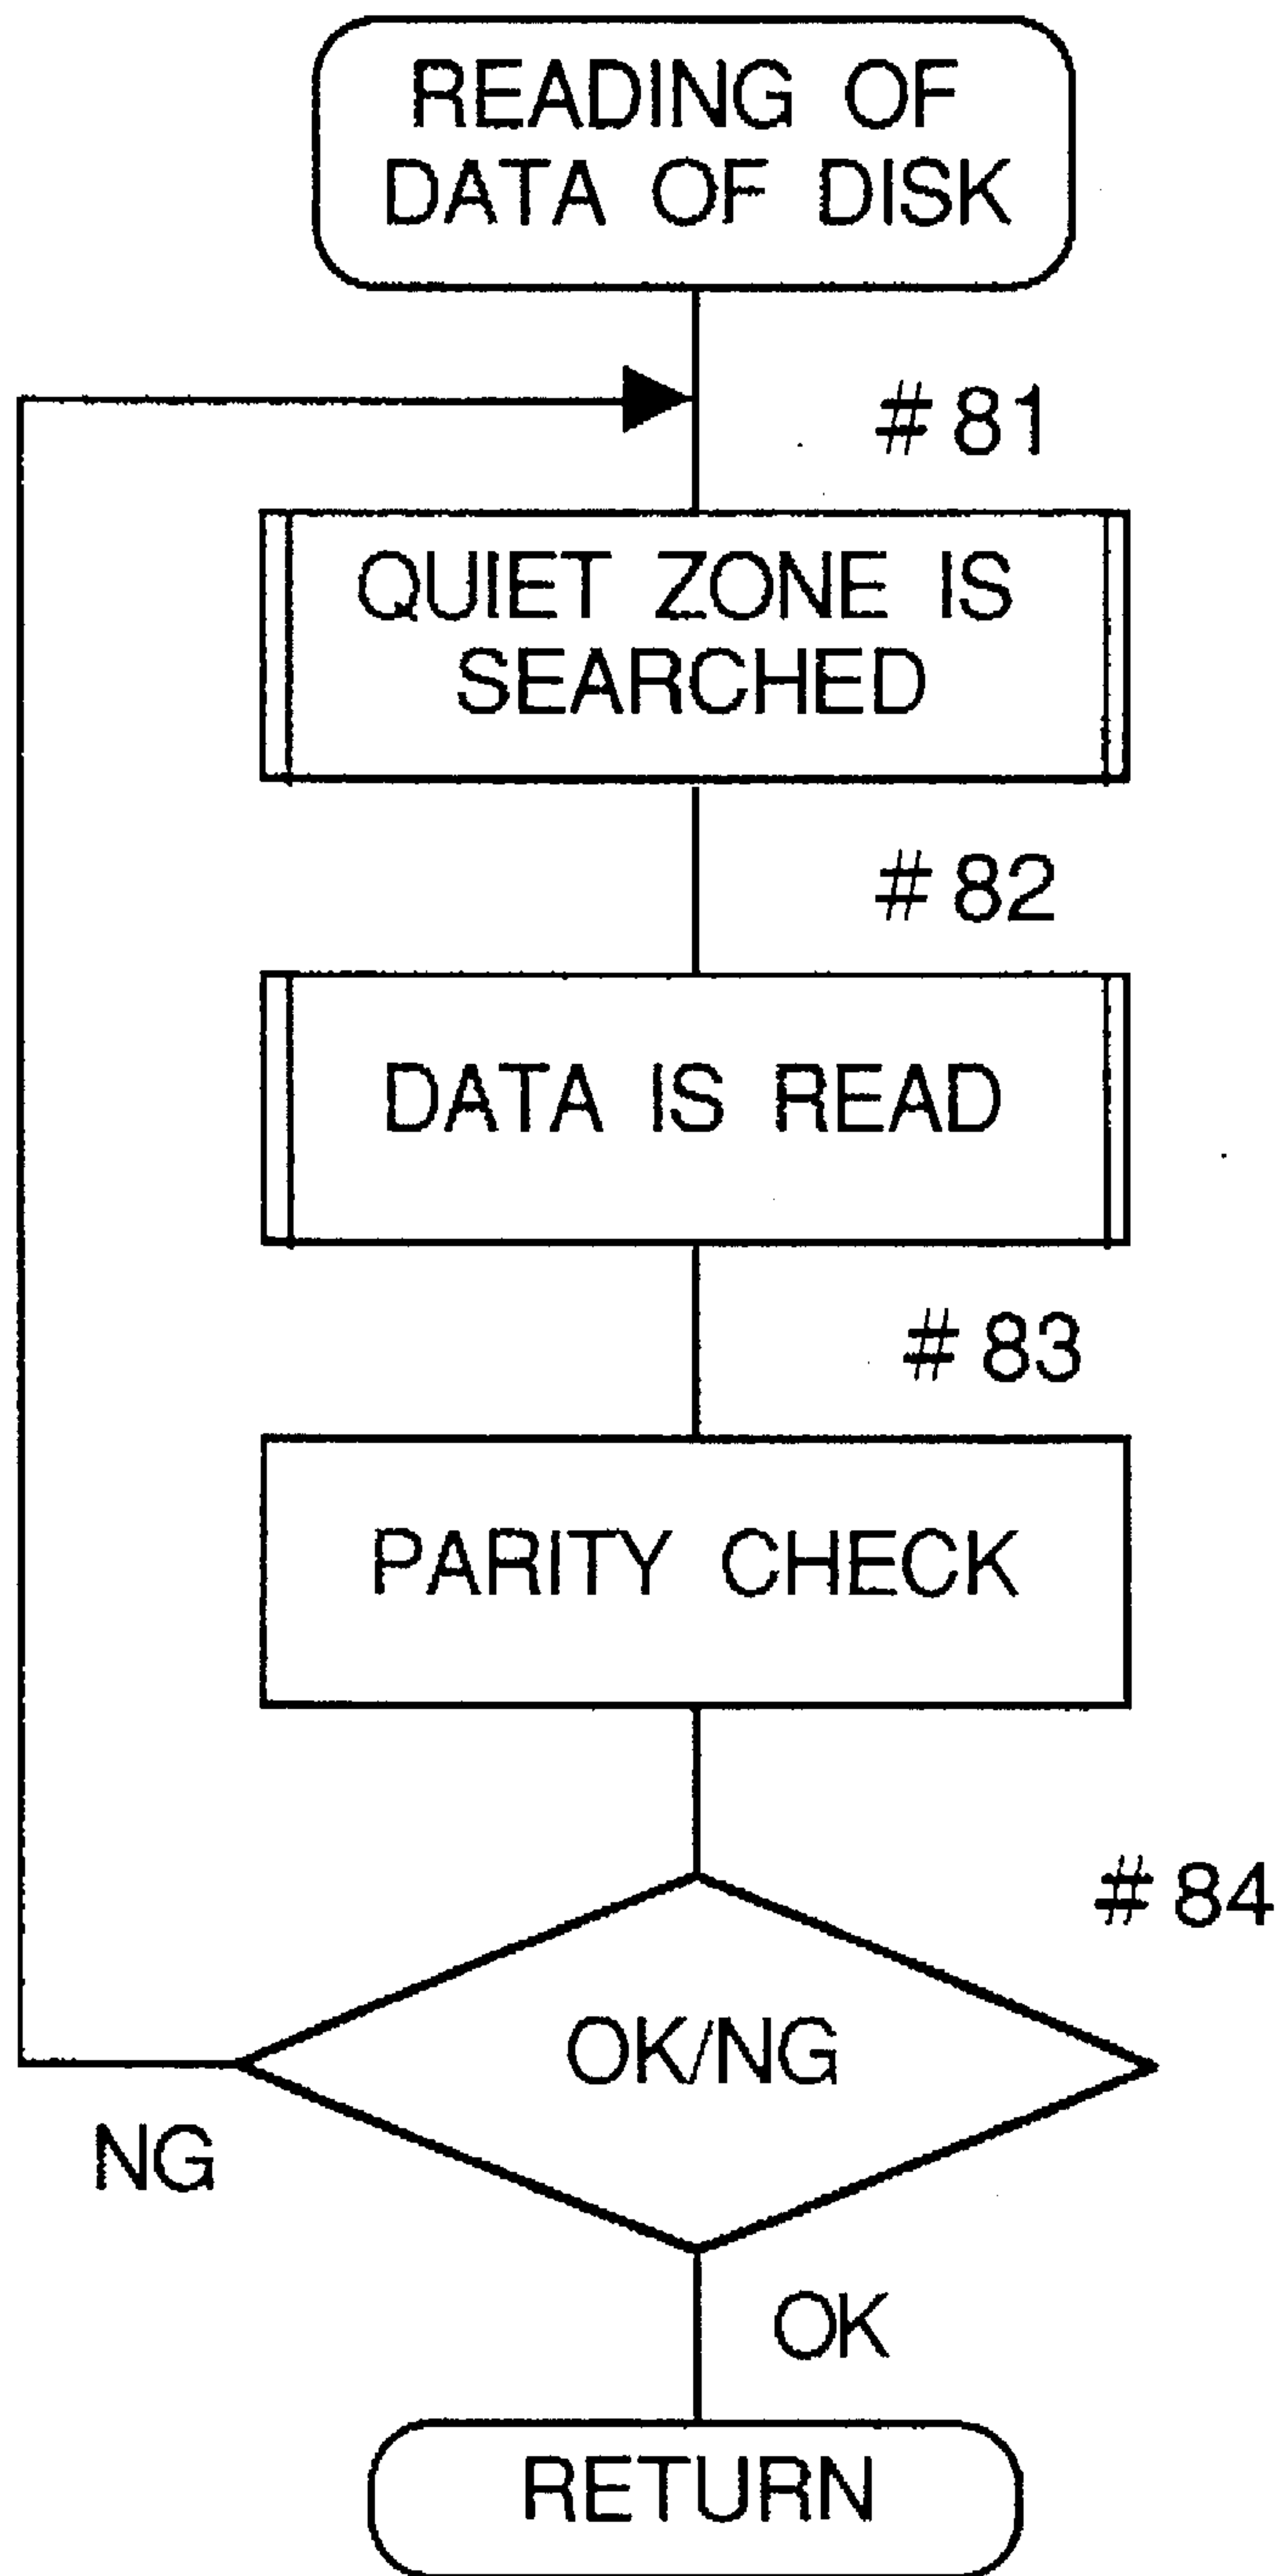 READING OF
DATA OF DISK
# 81
QUIET ZONE IS
SEARCHED
# 82
DATA IS READ
# 83
PARITY CHECK
# 84
OK/NG
NG
OK
RETURN